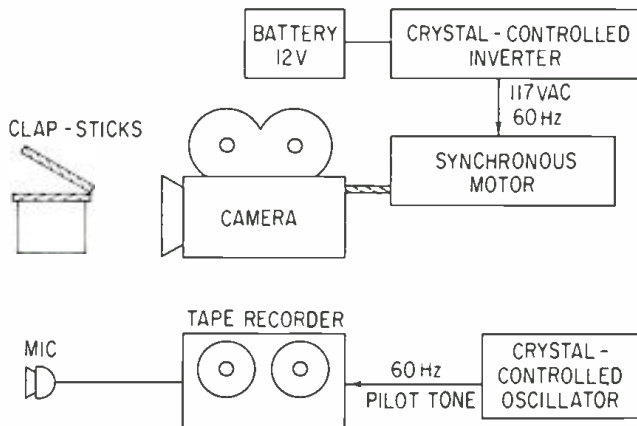 BATTERY
12V
CRYSTAL-CONTROLLED
INVERTER
117VAC
60Hz
CLAP-STICKS
SYNCHRONOUS
MOTOR
CAMERA
TAPE RECORDER
MIC
60Hz
PILOT TONE
CRYSTAL-
CONTROLLED
OSCILLATOR